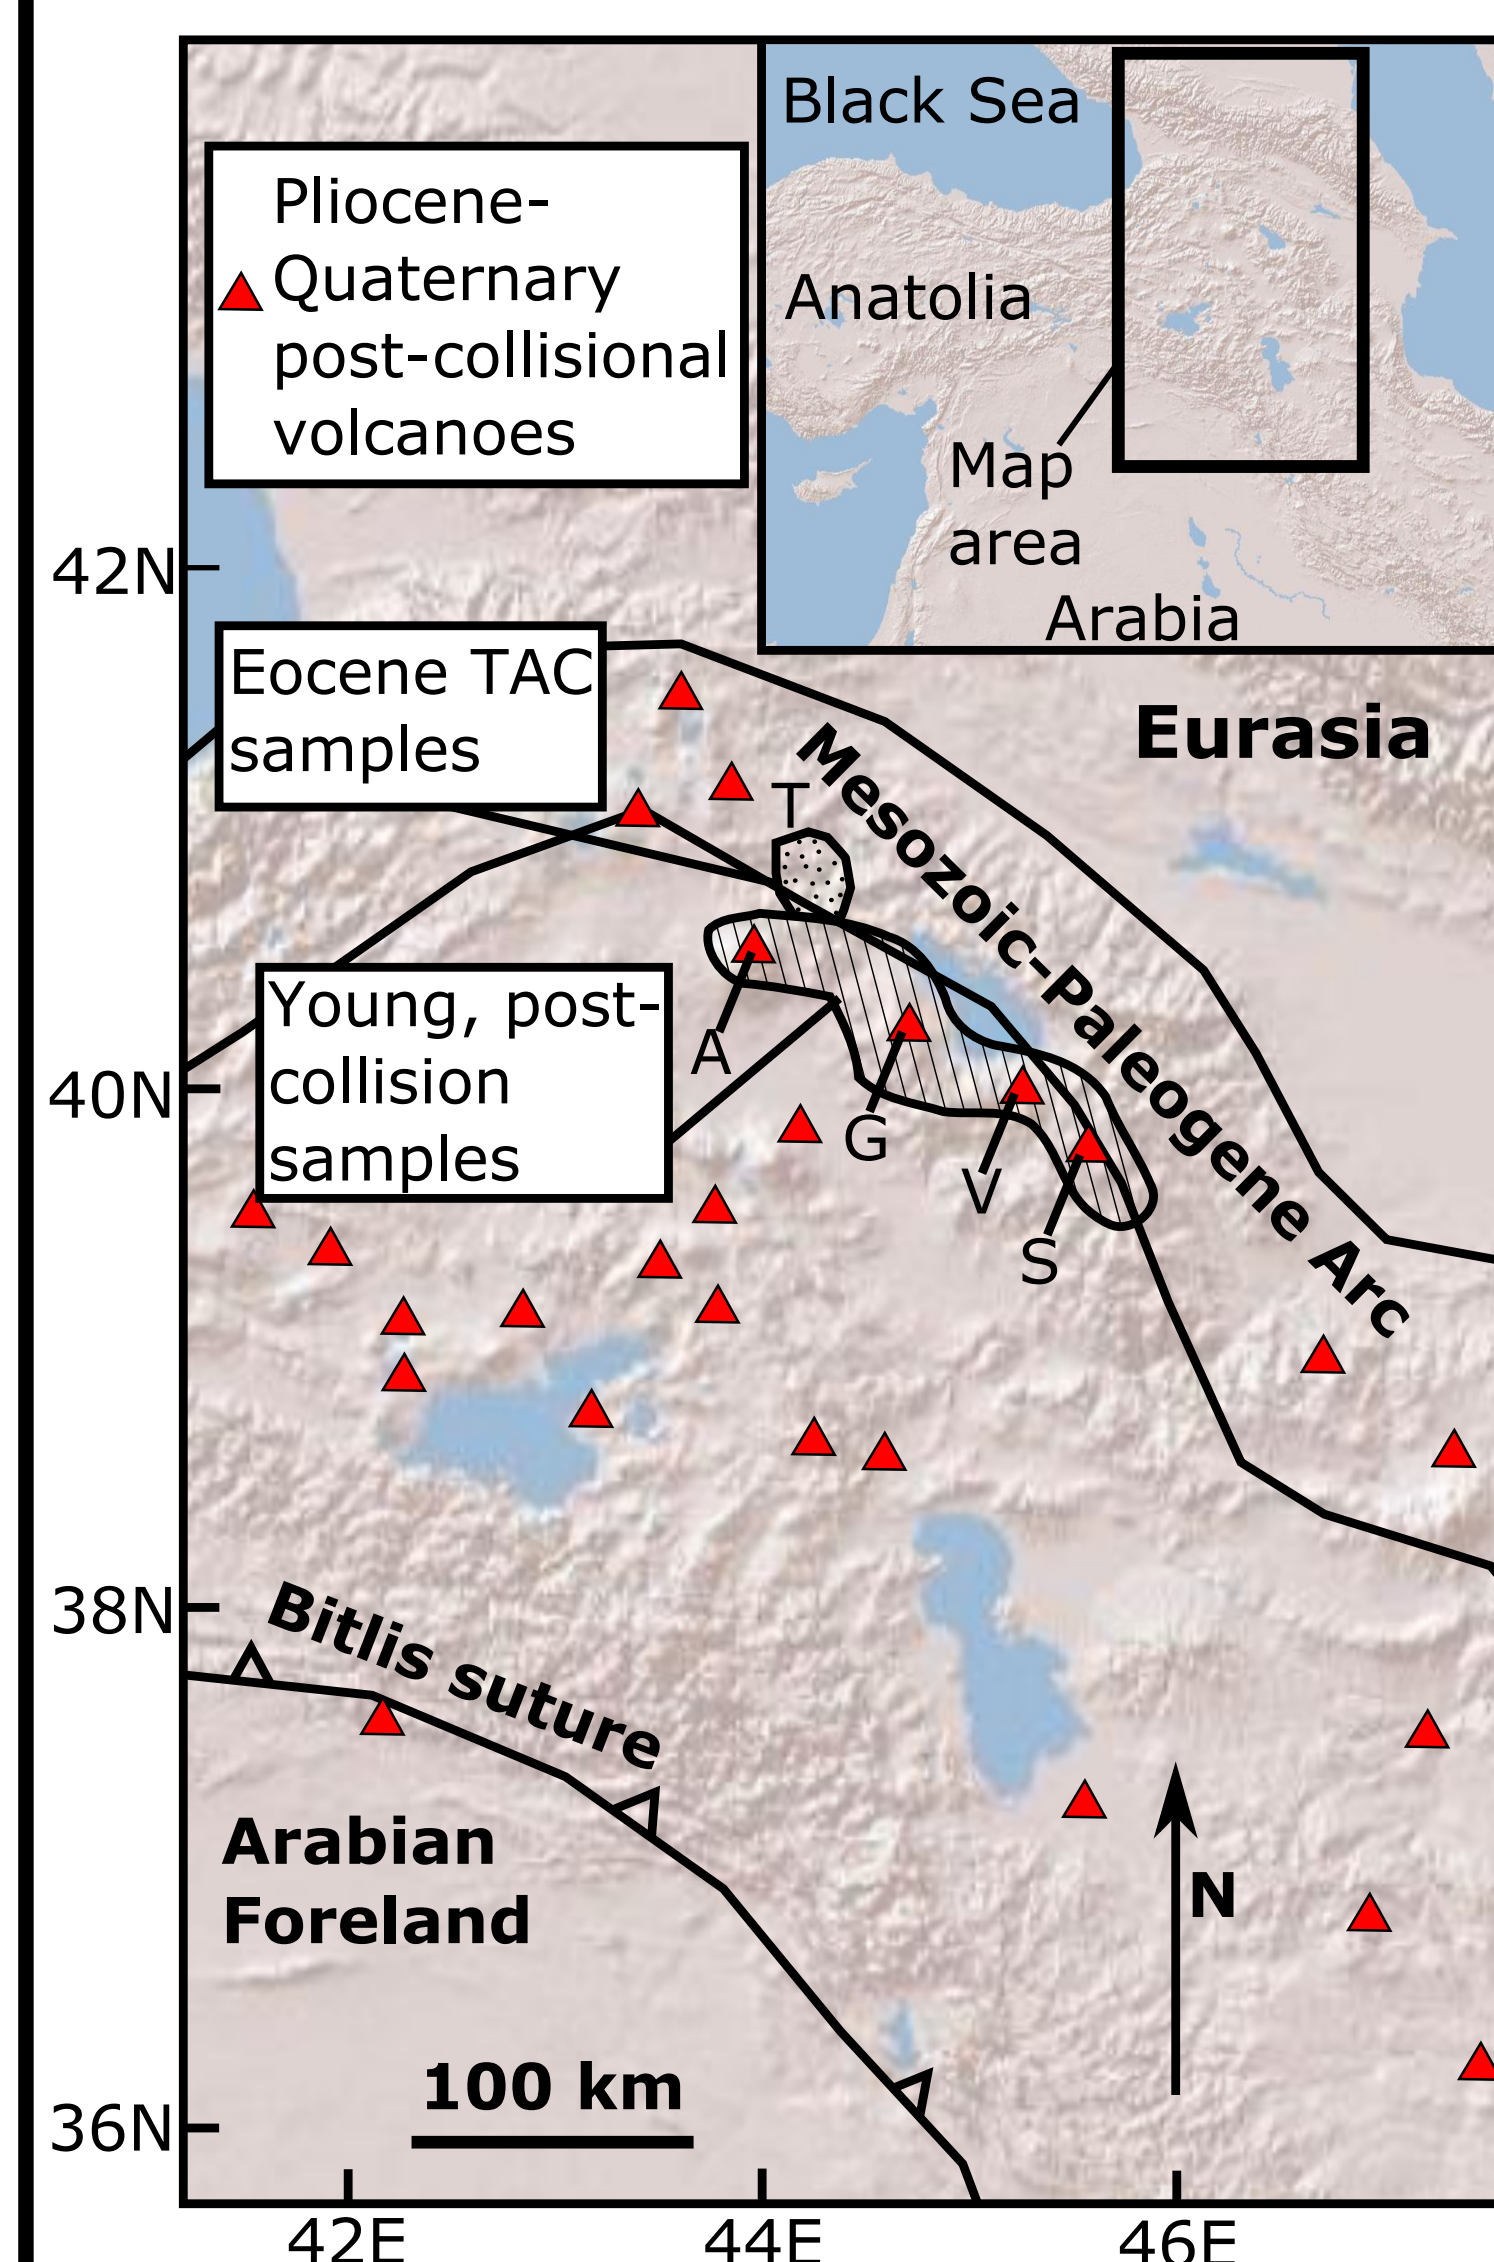 Black Sea
Anatolia
Map
area
Arabia
Pliocene-
Quaternary
post-collisional
volcanoes
42N
Eocene TAC
samples
Eurasia
Mesozoic-Paleogene Arc
T
Young, post-
collision
samples
A
40N
G
V
S
38N
Bitlis suture
Arabian
Foreland
N
100 km
36N
42E
44E
46E